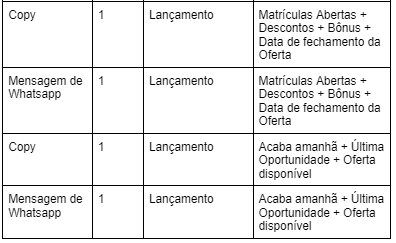 Copy 1 Lançamento Matrículas Abertas +
Descontos + Bônus +
Data de fechamento da
Oferta
Mensagem de 1 Lançamento Matrículas Abertas +
Whatsapp Descontos + Bônus +
Data de fechamento da
Oferta
Copy 1 Lançamento Acaba amanhã + Última
Oportunidade + Oferta
disponível
Mensagem de 1 Lançamento Acaba amanhã + Última
Whatsapp Oportunidade + Oferta
disponível